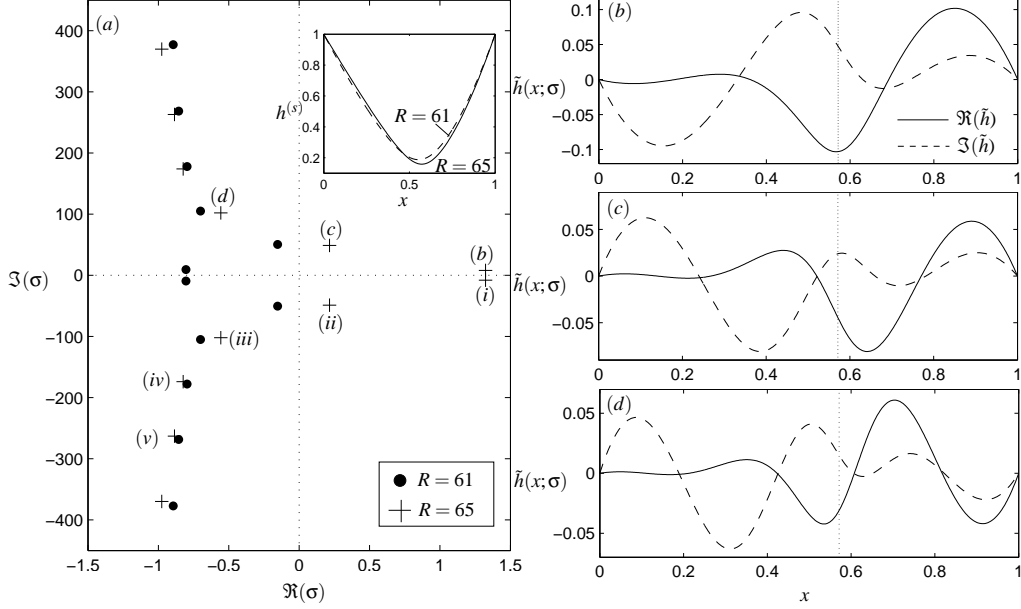 (a)
400
300
200
100
0
−100
−200
−300
−400
ℑ(σ)
−1.5
−1
−0.5
0
0.5
1
1.5
ℜ(σ)
(d)
(c)
(b)
(i)
(ii)
(iii)
(iv)
(v)
R = 61
R = 65
1
0.8
0.6
0.4
0.2
h(s)
R = 61
R = 65
0
0.5
1
x
(b)
0.1
0.05
0
−0.05
−0.1
h̃(x;σ)
ℜ(h̃)
ℑ(h̃)
0
0.2
0.4
0.6
0.8
1
(c)
0.05
0
−0.05
h̃(x;σ)
0
0.2
0.4
0.6
0.8
1
(d)
0.05
0
−0.05
h̃(x;σ)
0
0.2
0.4
0.6
0.8
1
x